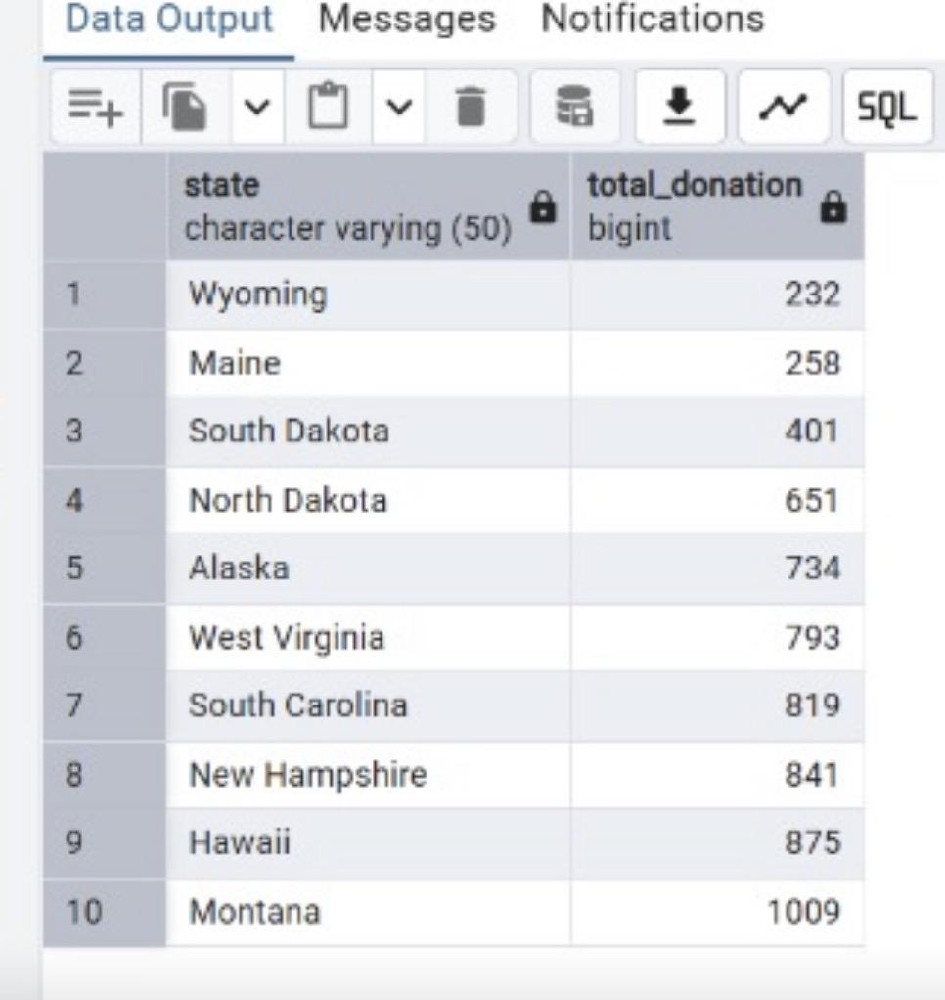 Data Output Messages Notifications
SQL
state total_donation
character varying (50) bigint
1 Wyoming 232
2 Maine 258
3 South Dakota 401
4 North Dakota 651
5 Alaska 734
6 West Virginia 793
7 South Carolina 819
8 New Hampshire 841
9 Hawaii 875
10 Montana 1009